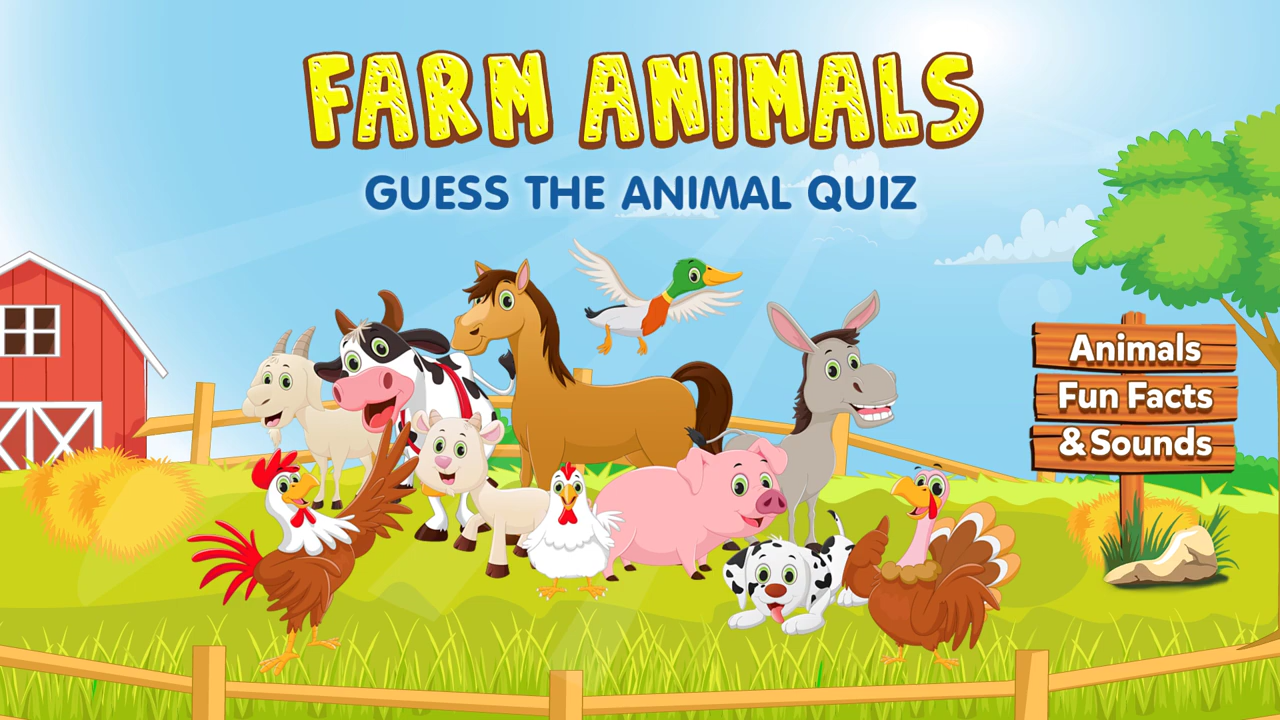 FARM ANIMALS
GUESS THE ANIMAL QUIZ
Animals
Fun Facts
& Sounds